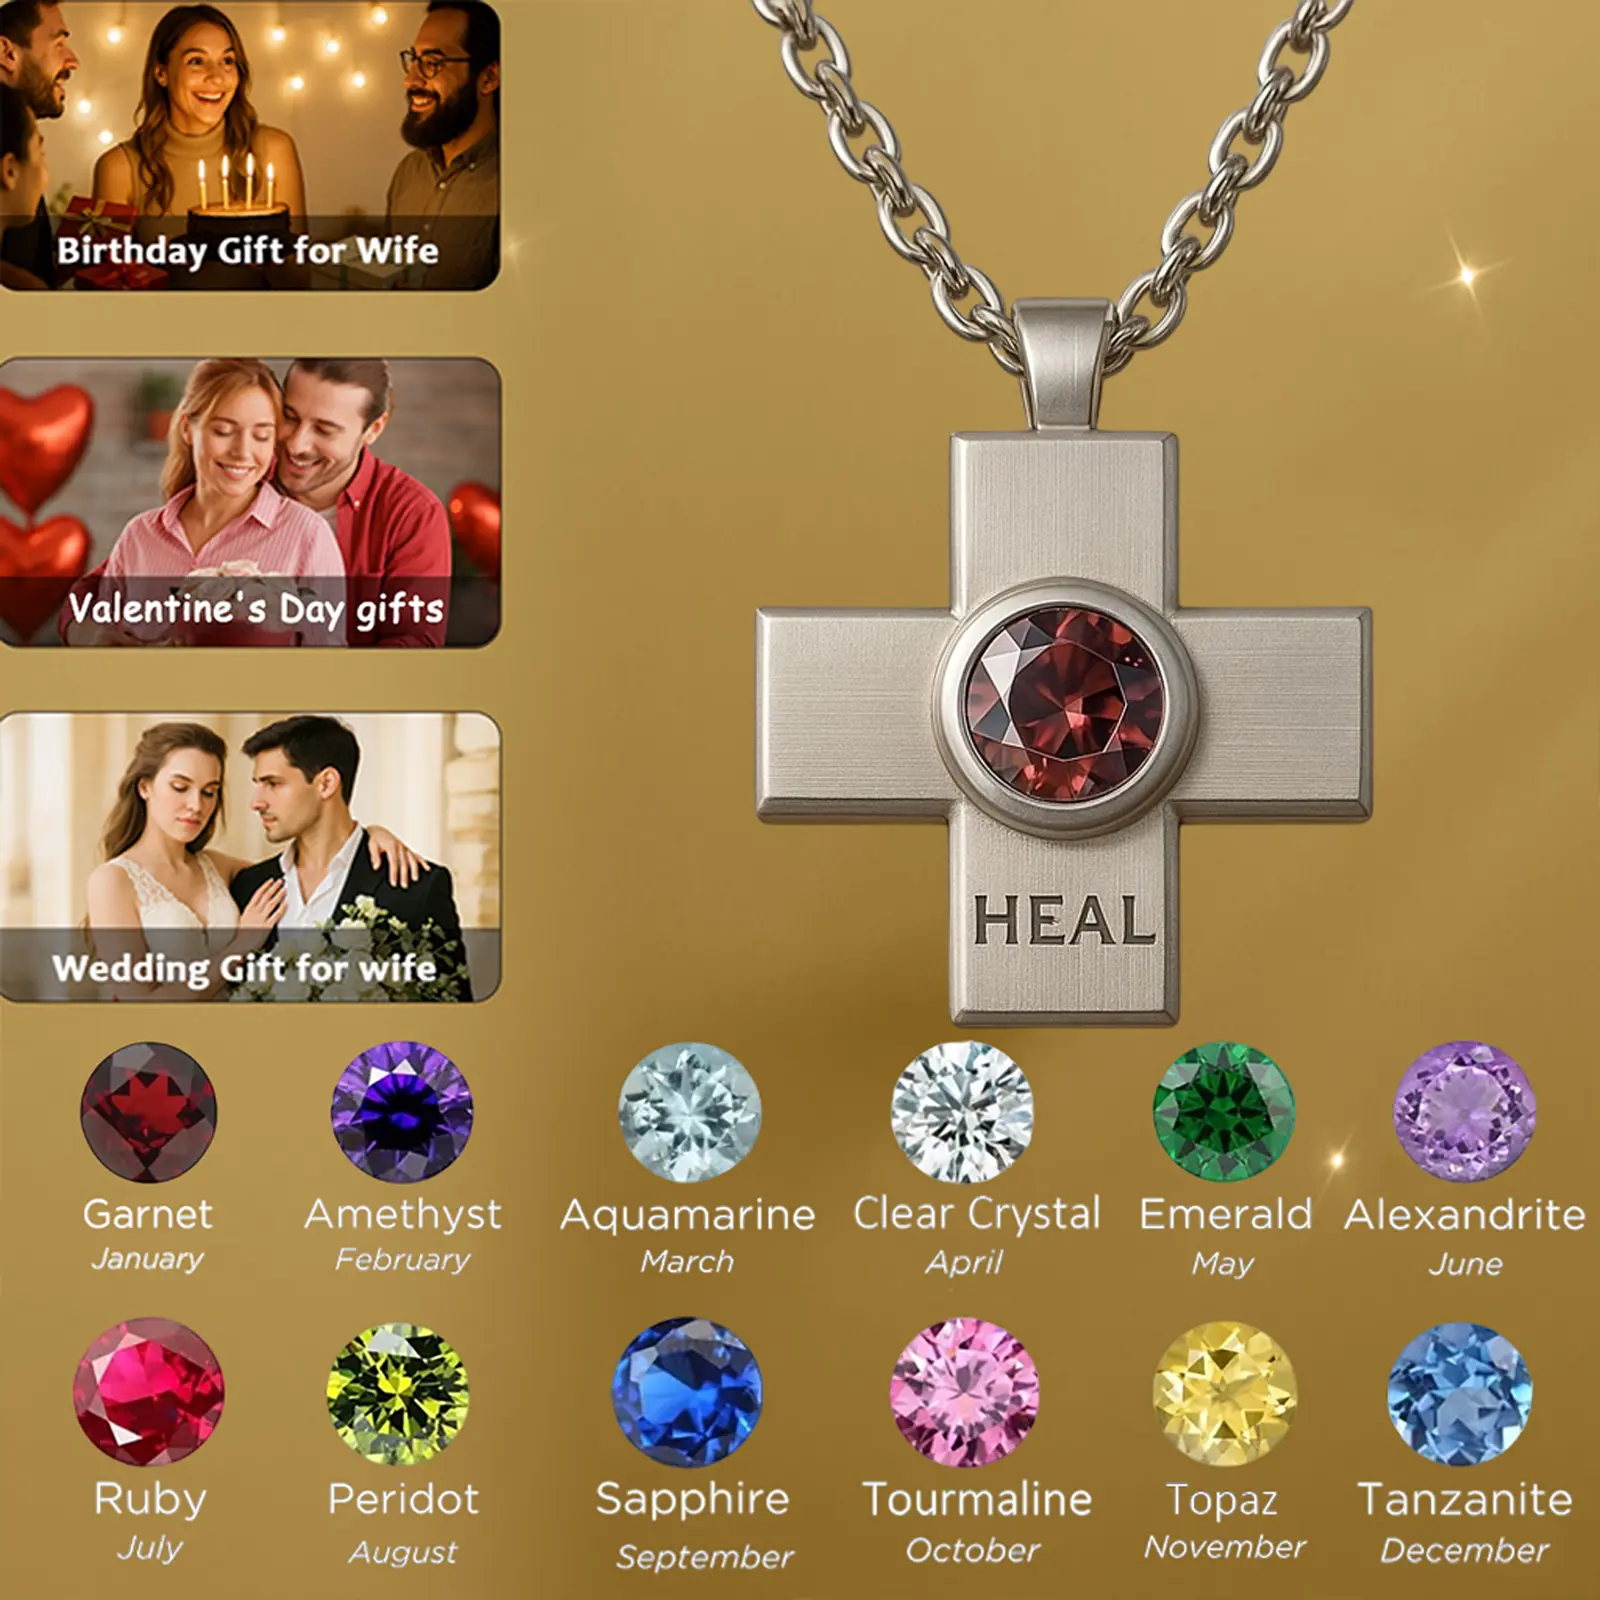 Birthday Gift for Wife
Valentine's Day gifts
Wedding Gift for wife
HEAL
Garnet
January
Amethyst
February
Aquamarine
March
Clear Crystal
April
Emerald
May
Alexandrite
June
Ruby
July
Peridot
August
Sapphire
September
Tourmaline
October
Topaz
November
Tanzanite
December